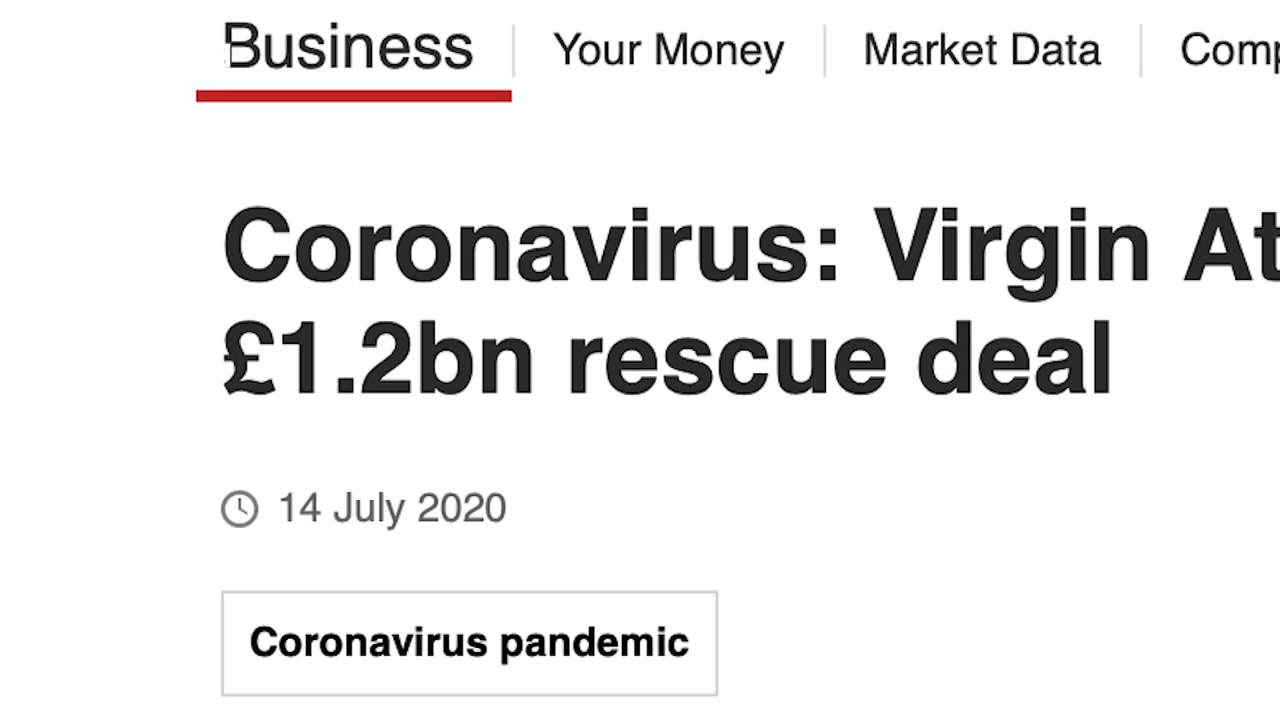 Business
Your Money
Market Data
Comp
Coronavirus: Virgin At
£1.2bn rescue deal
14 July 2020
Coronavirus pandemic